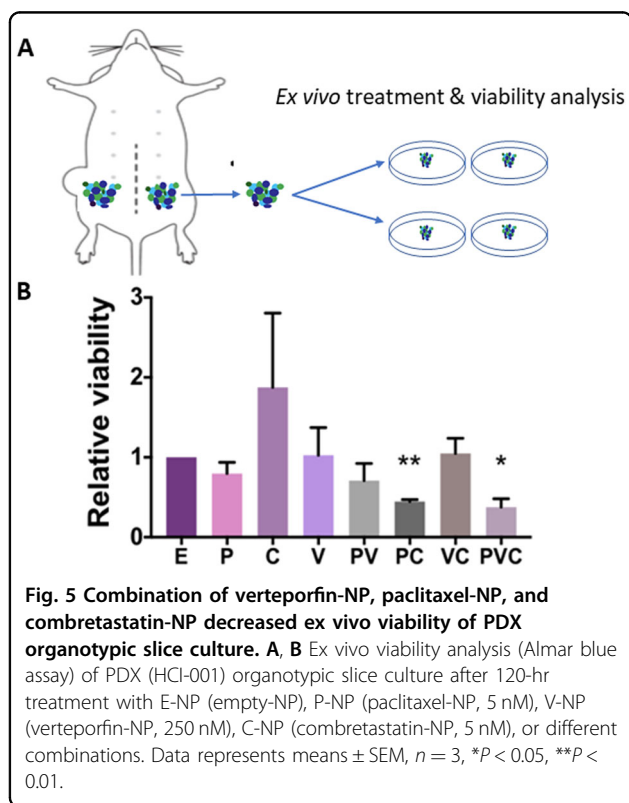 A
Ex vivo treatment & viability analysis
B
Relative viability
3
2
1
0
E P C V PV PC VC PVC
**
*
Fig. 5 Combination of verteporfin-NP, paclitaxel-NP, and
combretastatin-NP decreased ex vivo viability of PDX
organotypic slice culture. A, B Ex vivo viability analysis (Almar blue
assay) of PDX (HCI-001) organotypic slice culture after 120-hr
treatment with E-NP (empty-NP), P-NP (paclitaxel-NP, 5 nM), V-NP
(verteporfin-NP, 250 nM), C-NP (combretastatin-NP, 5 nM), or different
combinations. Data represents means ± SEM, n = 3, *P < 0.05, **P <
0.01.